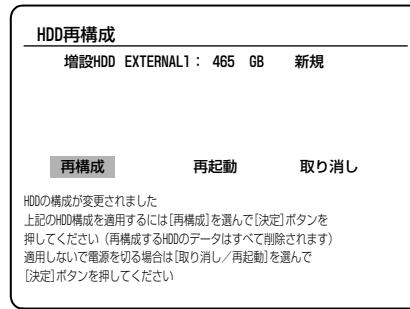 HDD再構成
増設HDD EXTERNAL1： 465 GB 新規
再構成 再起動 取り消し
HDDの構成が変更されました
上記のHDD構成を適用するには[再構成]を選んで[決定]ボタンを
押してください（再構成するHDDのデータはすべて削除されます）
適用しないで電源を切る場合は[取り消し／再起動]を選んで
[決定]ボタンを押してください